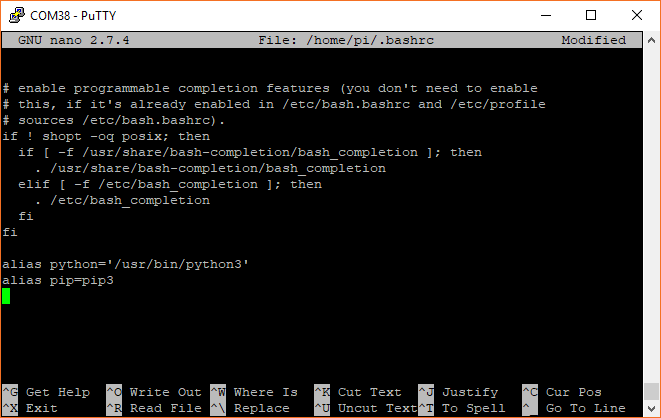 COM38 - PuTTY
GNU nano 2.7.4 File: /home/pi/.bashrc Modified
# enable programmable completion features (you don't need to enable
# this, if it's already enabled in /etc/bash.bashrc and /etc/profile
# sources /etc/bash.bashrc).
if ! shopt -oq posix; then
  if [ -f /usr/share/bash-completion/bash_completion ]; then
    . /usr/share/bash-completion/bash_completion
  elif [ -f /etc/bash_completion ]; then
    . /etc/bash_completion
  fi
fi
alias python='/usr/bin/python3'
alias pip=pip3
^G Get Help ^O Write Out ^W Where Is ^K Cut Text ^J Justify ^C Cur Pos
^X Exit ^R Read File ^\ Replace ^U Uncut Text ^T To Spell ^_ Go To Line